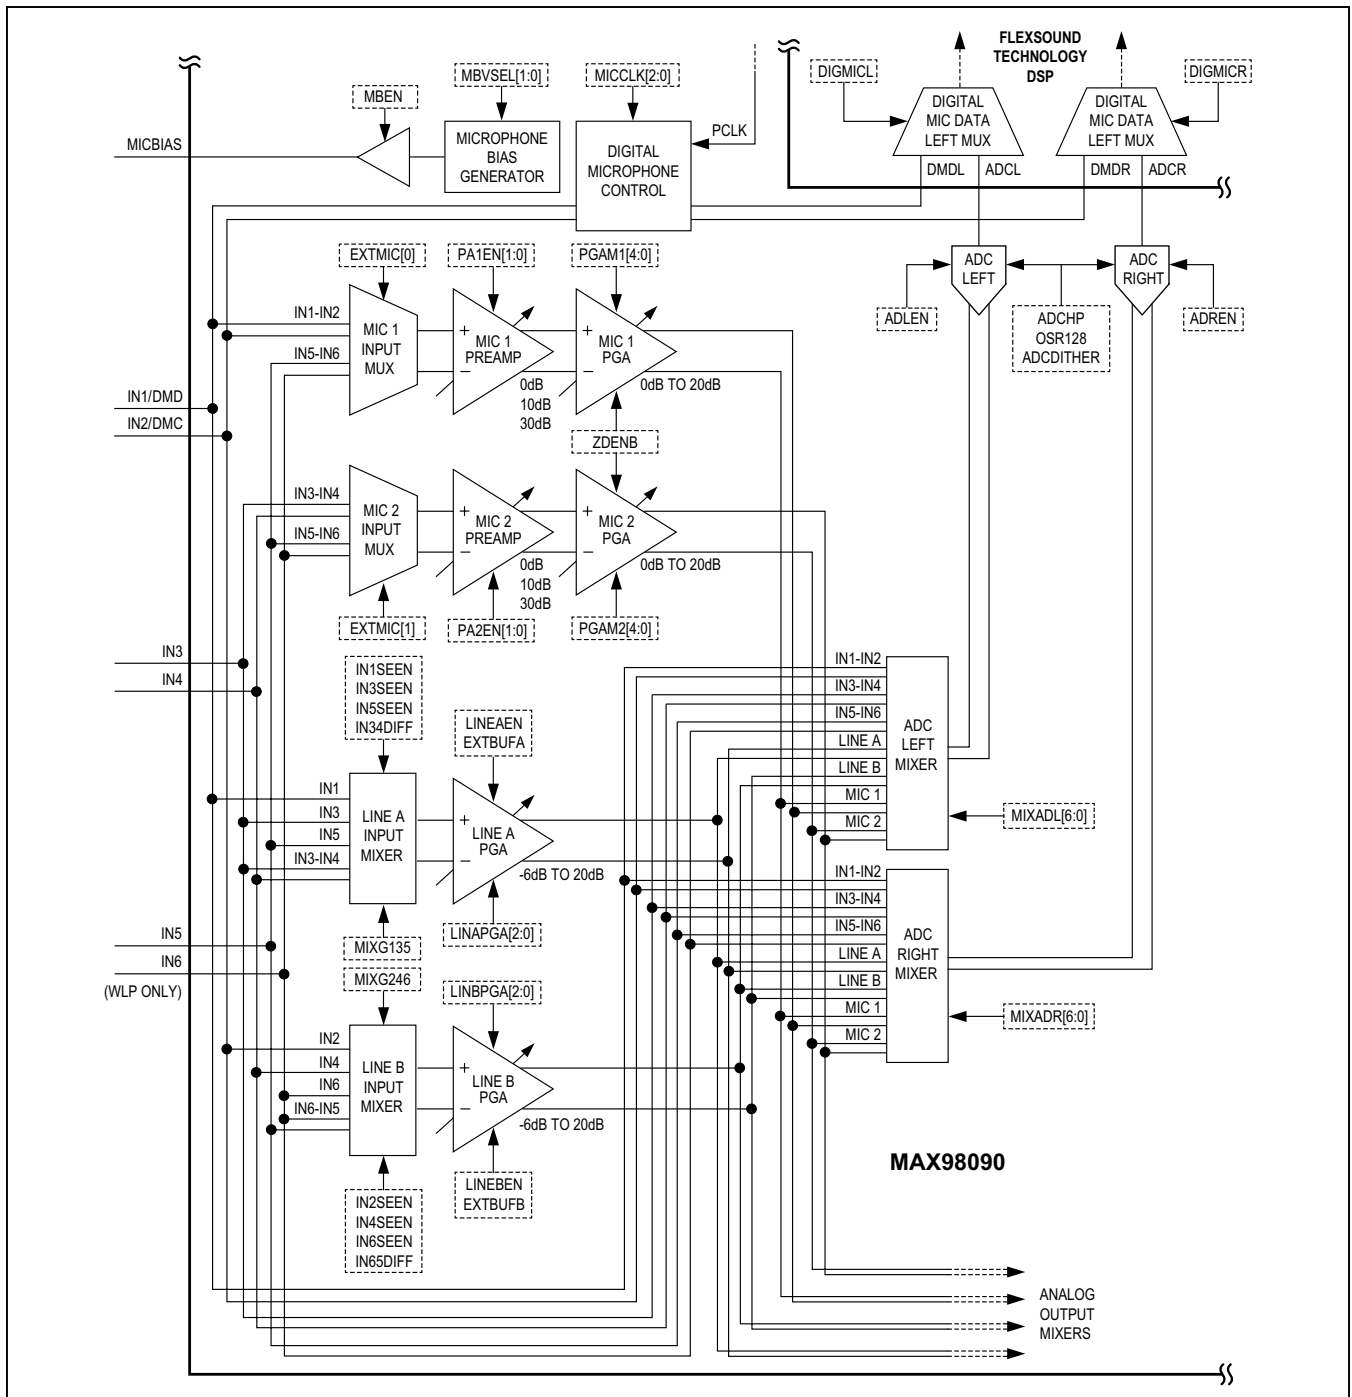 FLEXSOUND
TECHNOLOGY
DSP
MBEN
MBVSEL[1:0]
MICCLK[2:0]
DIGMICL
DIGMICR
MICBIAS
MICROPHONE
BIAS
GENERATOR
DIGITAL
MICROPHONE
CONTROL
PCLK
DIGITAL
MIC DATA
LEFT MUX
DIGITAL
MIC DATA
LEFT MUX
DMDL
ADCL
DMDR
ADCR
EXTMIC[0]
PA1EN[1:0]
PGAM1[4:0]
ADC
LEFT
ADC
RIGHT
ADLEN
ADCHP
OSR128
ADCDITHER
ADREN
IN1-IN2
IN5-IN6
MIC 1
INPUT
MUX
+
MIC 1
PREAMP
−
0dB
10dB
30dB
+
MIC 1
PGA
−
0dB TO 20dB
IN1/DMD
IN2/DMC
ZDENB
IN3-IN4
IN5-IN6
MIC 2
INPUT
MUX
+
MIC 2
PREAMP
−
0dB
10dB
30dB
+
MIC 2
PGA
−
0dB TO 20dB
EXTMIC[1]
PA2EN[1:0]
PGAM2[4:0]
IN3
IN4
IN1SEEN
IN3SEEN
IN5SEEN
IN34DIFF
LINEAEN
EXTBUFA
IN1-IN2
IN3-IN4
IN5-IN6
LINE A
LINE B
MIC 1
MIC 2
ADC
LEFT
MIXER
MIXADL[6:0]
IN1
IN3
IN5
IN3-IN4
LINE A
INPUT
MIXER
+
LINE A
PGA
−
-6dB TO 20dB
MIXG135
LINAPGA[2:0]
IN1-IN2
IN3-IN4
IN5-IN6
LINE A
LINE B
MIC 1
MIC 2
ADC
RIGHT
MIXER
MIXADR[6:0]
IN5
IN6
(WLP ONLY)
MIXG246
LINBPGA[2:0]
IN2
IN4
IN6
IN6-IN5
LINE B
INPUT
MIXER
+
LINE B
PGA
−
-6dB TO 20dB
IN2SEEN
IN4SEEN
IN6SEEN
IN65DIFF
LINEBEN
EXTBUFB
MAX98090
ANALOG
OUTPUT
MIXERS